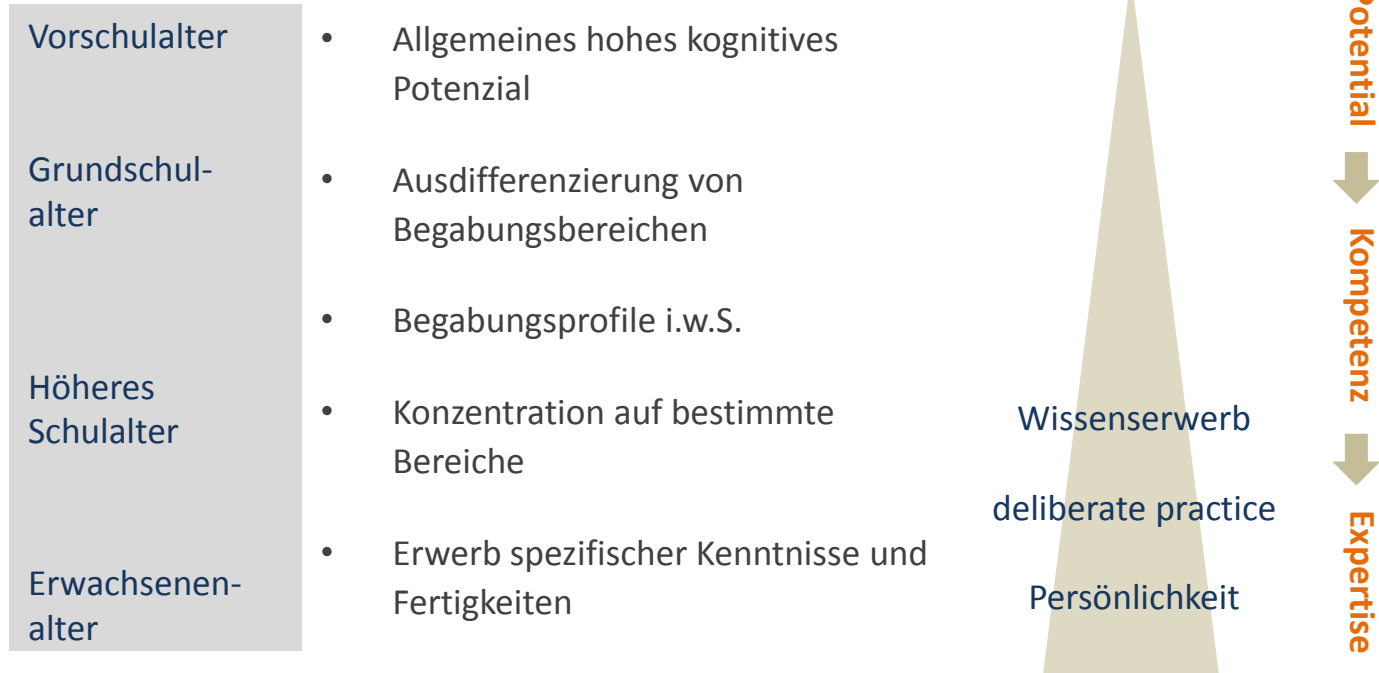 Vorschulalter
Grundschul-
alter
Höheres
Schulalter
Erwachsenen-
alter
• Allgemeines hohes kognitives
Potenzial
• Ausdifferenzierung von
Begabungsbereichen
• Begabungsprofile i.w.S.
• Konzentration auf bestimmte
Bereiche
• Erwerb spezifischer Kenntnisse und
Fertigkeiten
Wissenserwerb
deliberate practice
Persönlichkeit
Potential
Kompetenz
Expertise